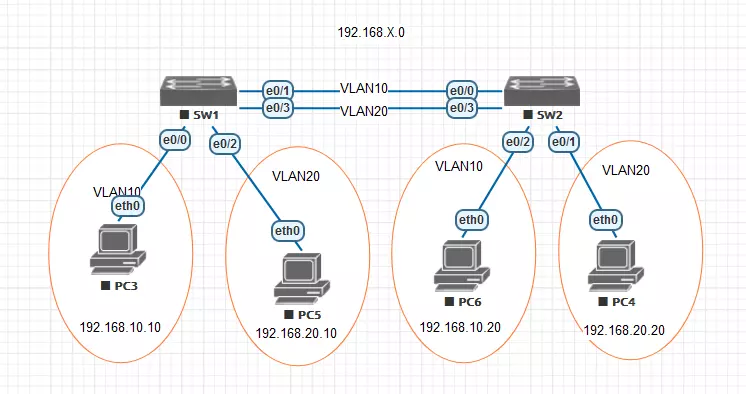 192.168.X.0
e0/1 VLAN10 e0/0
e0/3 VLAN20 e0/3
SW1
SW2
e0/0
e0/2
e0/2
e0/1
VLAN10
VLAN20
VLAN10
VLAN20
eth0
eth0
eth0
eth0
PC3
PC5
PC6
PC4
192.168.10.10
192.168.20.10
192.168.10.20
192.168.20.20